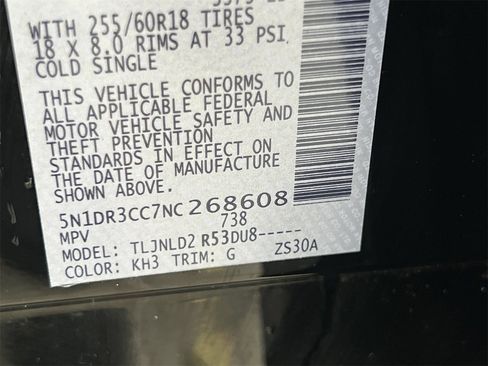 WITH 255/60R18 TIRES
18 X 8.0 RIMS AT 33 PSI
COLD SINGLE
THIS VEHICLE CONFORMS TO
ALL APPLICABLE FEDERAL
MOTOR VEHICLE SAFETY AND
THEFT PREVENTION
STANDARDS IN EFFECT ON
THE DATE OF MANUFACTURE
SHOWN ABOVE.
5N1DR3CC7NC268608
MPV 738
MODEL: TLJNLD2 R53DU8-----
COLOR: KH3 TRIM: G ZS30A